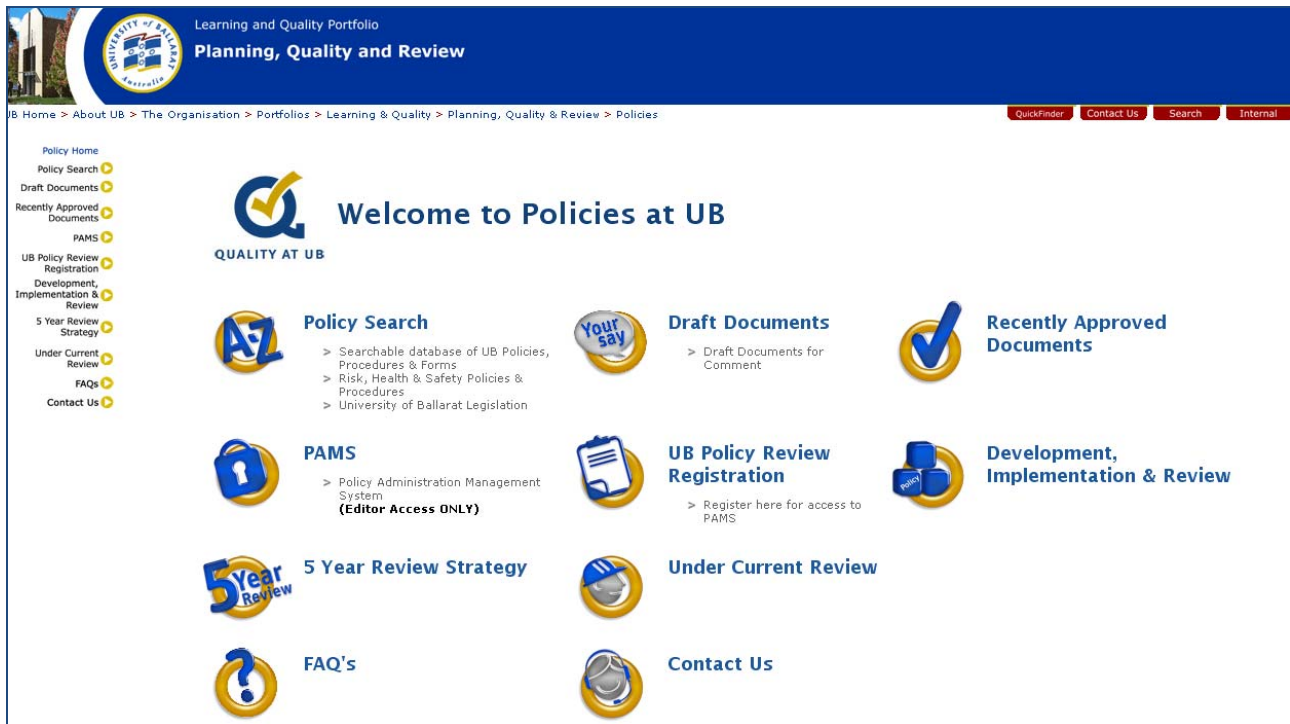 UNIVERSITY of BALLARAT
Australia
Learning and Quality Portfolio
Planning, Quality and Review
UB Home > About UB > The Organisation > Portfolios > Learning & Quality > Planning, Quality & Review > Policies
QuickFinder
Contact Us
Search
Internal
Policy Home
Policy Search
Draft Documents
Recently Approved
Documents
PAMS
UB Policy Review
Registration
Development,
Implementation &
Review
5 Year Review
Strategy
Under Current
Review
FAQs
Contact Us
QUALITY AT UB
Welcome to Policies at UB
A-Z
Policy Search
> Searchable database of UB Policies,
Procedures & Forms
> Risk, Health & Safety Policies &
Procedures
> University of Ballarat Legislation
Your
say
Draft Documents
> Draft Documents for
Comment
Recently Approved
Documents
PAMS
> Policy Administration Management
System
(Editor Access ONLY)
UB Policy Review
Registration
> Register here for access to
PAMS
Policy
Development,
Implementation & Review
5 Year
Review
5 Year Review Strategy
Under Current Review
?
FAQ's
Contact Us